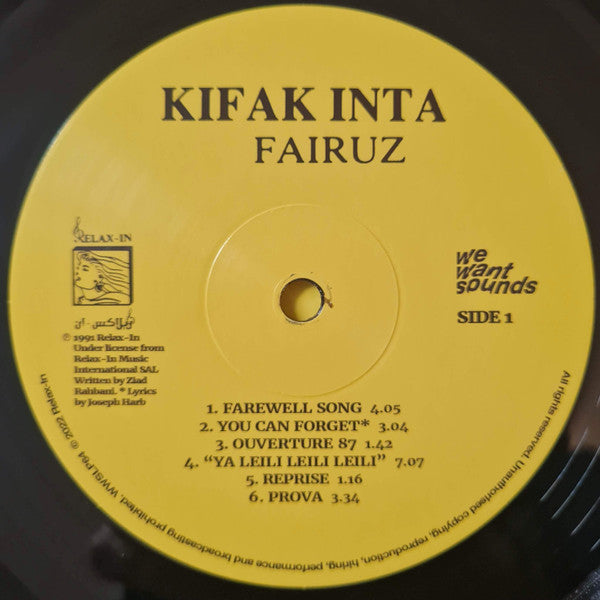 KIFAK INTA
FAIRUZ
RELAX-IN
ريلاكس - إن
℗ 1991 Relax-In
Under license from
Relax-In Music
International SAL
Written by Ziad
Rahbani. * Lyrics
by Joseph Harb
we
want
sounds
SIDE 1
1. FAREWELL SONG 4.05
2. YOU CAN FORGET* 3.04
3. OUVERTURE 87 1.42
4. “YA LEILI LEILI LEILI” 7.07
5. REPRISE 1.16
6. PROVA 3.34
All rights reserved. Unauthorised copying, reproduction, hiring, performance and broadcasting prohibited. WWSLP64 © 2022 Relax-In